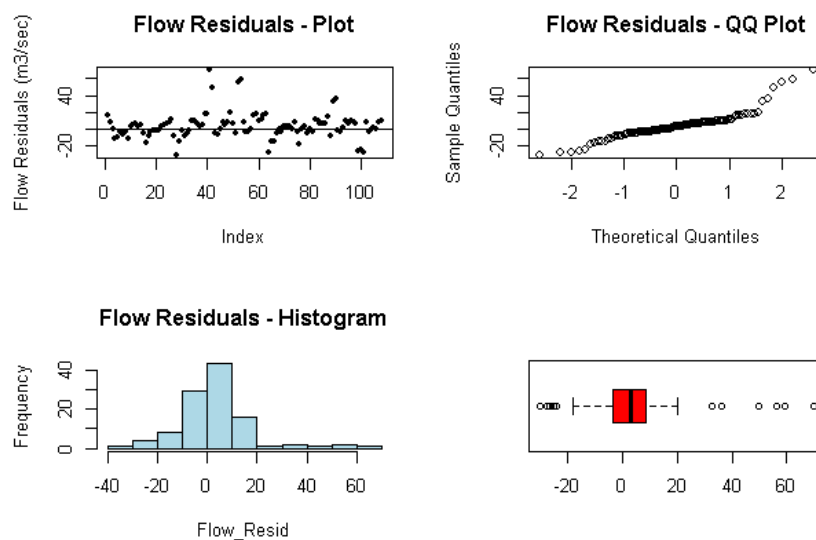 Flow Residuals - Plot
Flow Residuals (m3/sec)
-20 40
0 20 40 60 80 100
Index
Flow Residuals - QQ Plot
Sample Quantiles
-20 40
-2 -1 0 1 2
Theoretical Quantiles
Flow Residuals - Histogram
Frequency
0 20 40
-40 -20 0 20 40 60
Flow_Resid
-20 0 20 40 60